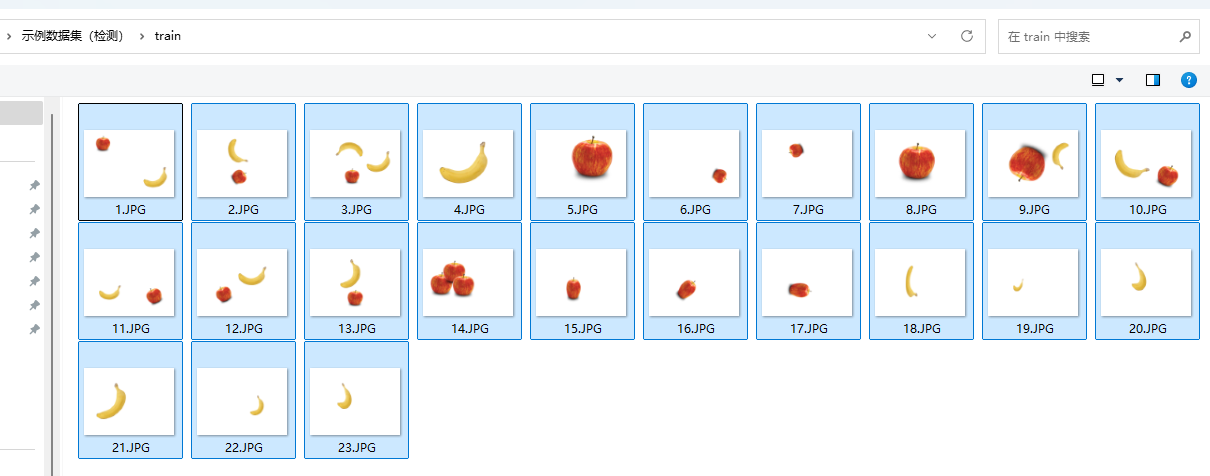 示例数据集（检测） train
在 train 中搜索
1.JPG 2.JPG 3.JPG 4.JPG 5.JPG 6.JPG 7.JPG 8.JPG 9.JPG 10.JPG
11.JPG 12.JPG 13.JPG 14.JPG 15.JPG 16.JPG 17.JPG 18.JPG 19.JPG 20.JPG
21.JPG 22.JPG 23.JPG